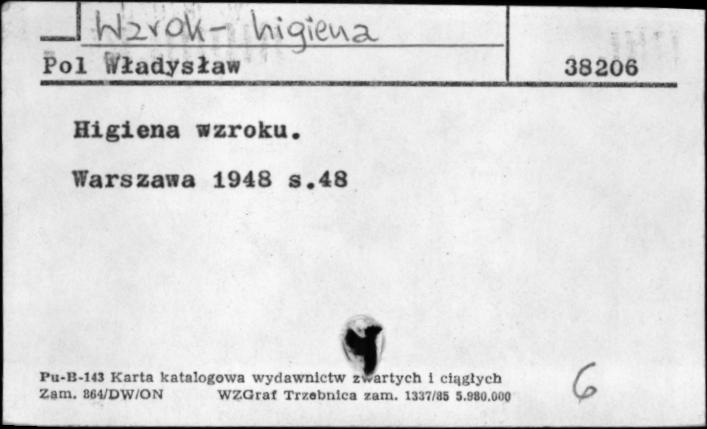 Wzrok - higiena
Pol Władysław 38206
Higiena wzroku.
Warszawa 1948 s.48
Pu-B-143 Karta katalogowa wydawnictw zwartych i ciągłych
Zam. 864/DW/ON WZGraf Trzebnica zam. 1337/85 5.980.000
6